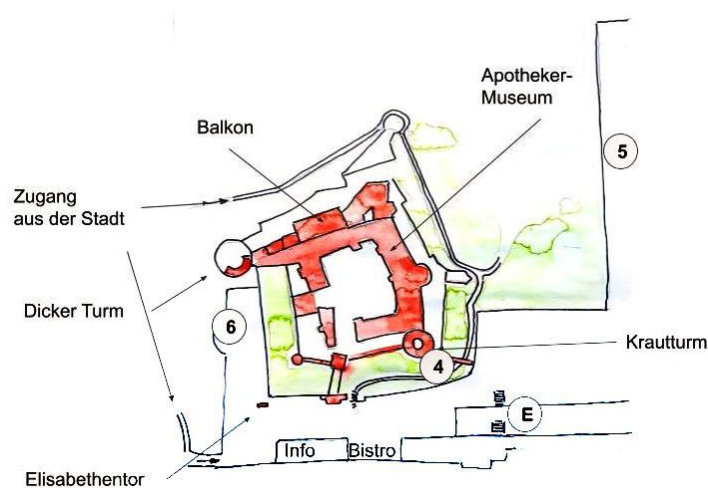 Apotheker-
Museum
Balkon
5
Zugang
aus der Stadt
Dicker Turm
6
Krautturm
4
E
Info
Bistro
Elisabethentor